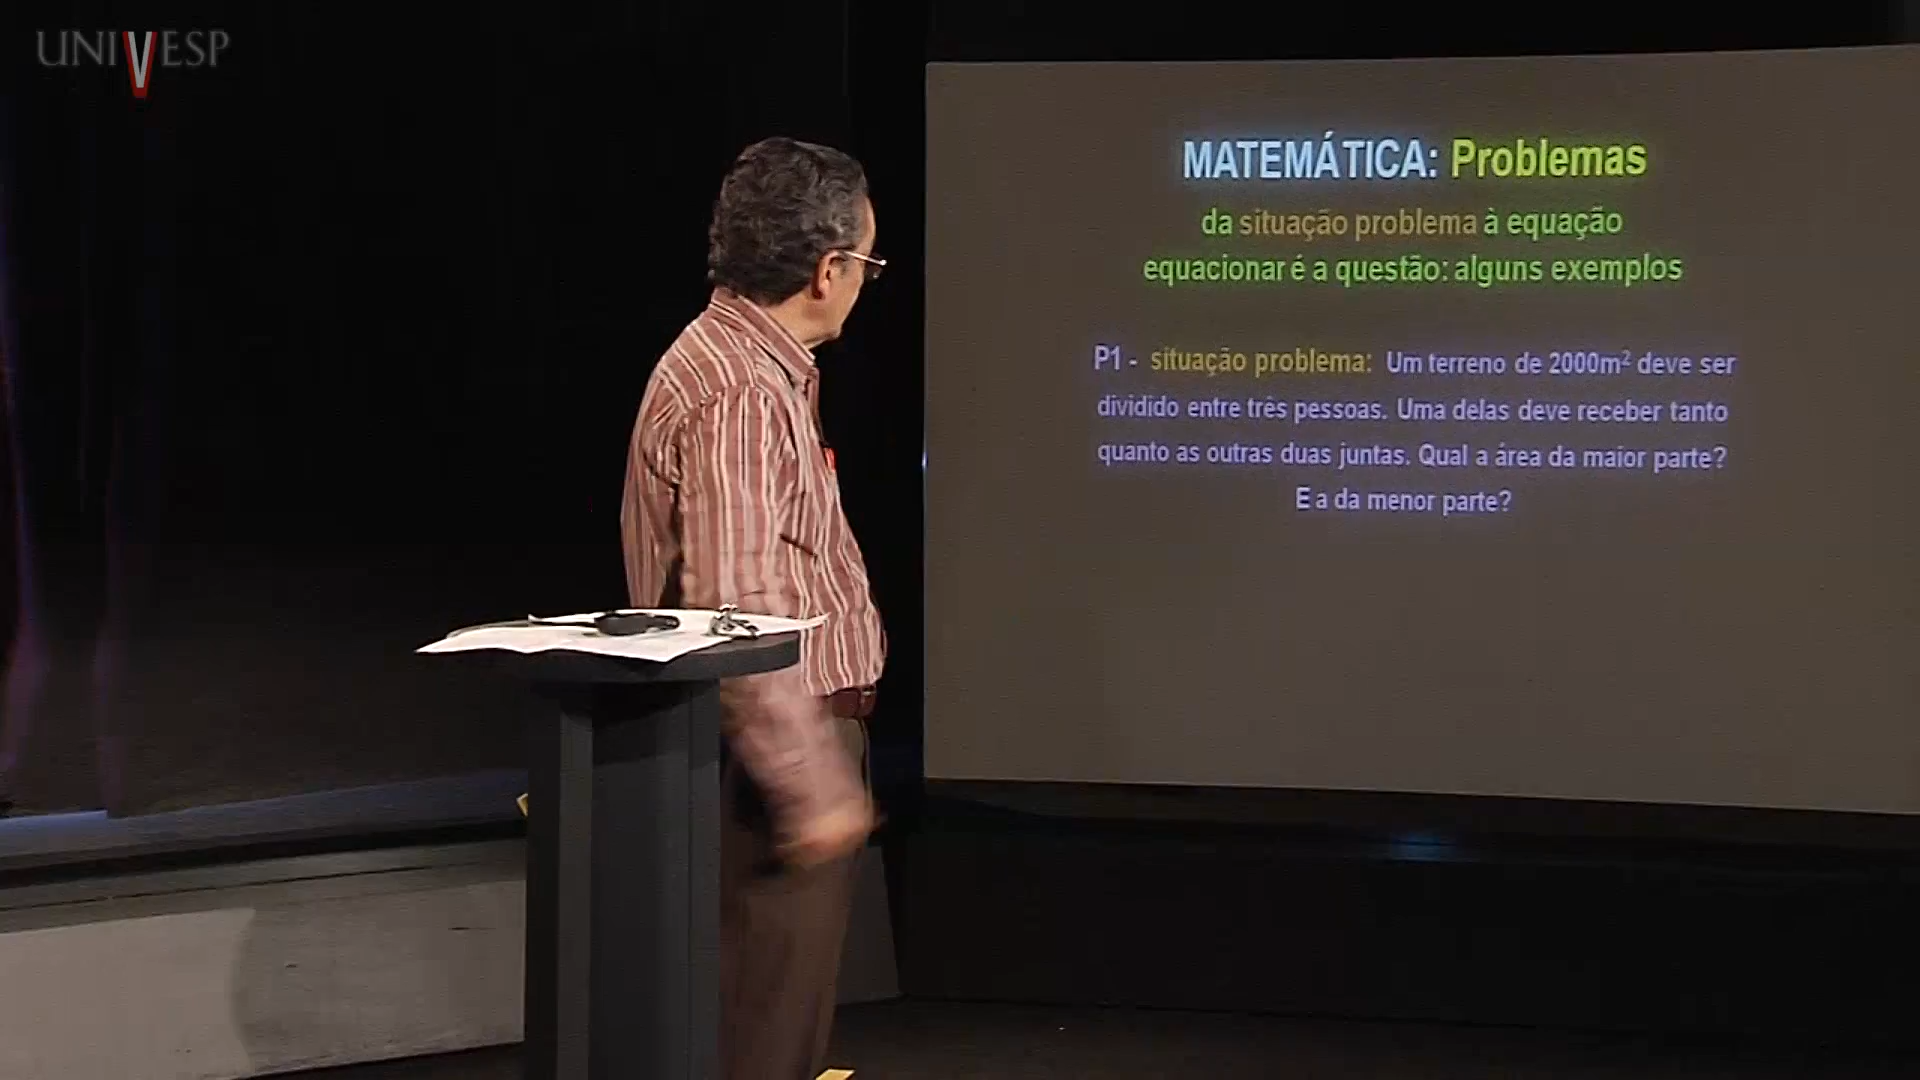 UNIVESP
MATEMÁTICA: Problemas
da situação problema à equação
equacionar é a questão: alguns exemplos
P1 - situação problema: Um terreno de 2000m² deve ser
dividido entre três pessoas. Uma delas deve receber tanto
quanto as outras duas juntas. Qual a área da maior parte?
E a da menor parte?